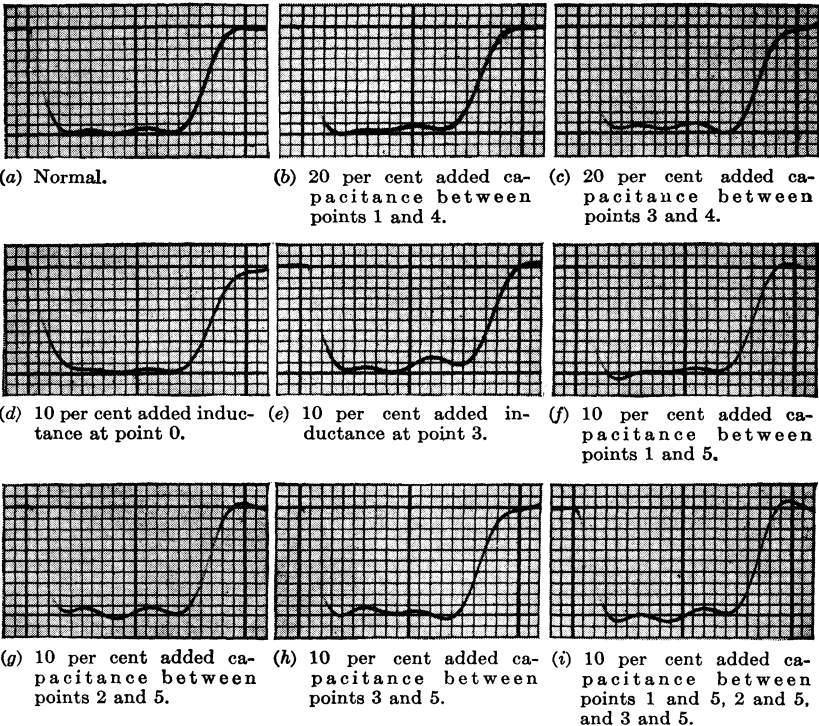 (a) Normal.
(b) 20 per cent added ca-
pacitance between
points 1 and 4.
(c) 20 per cent added ca-
pacitance between
points 3 and 4.
(d) 10 per cent added induc-
tance at point 0.
(e) 10 per cent added in-
ductance at point 3.
(f) 10 per cent added ca-
pacitance between
points 1 and 5.
(g) 10 per cent added ca-
pacitance between
points 2 and 5.
(h) 10 per cent added ca-
pacitance between
points 3 and 5.
(i) 10 per cent added ca-
pacitance between
points 1 and 5, 2 and 5,
and 3 and 5.